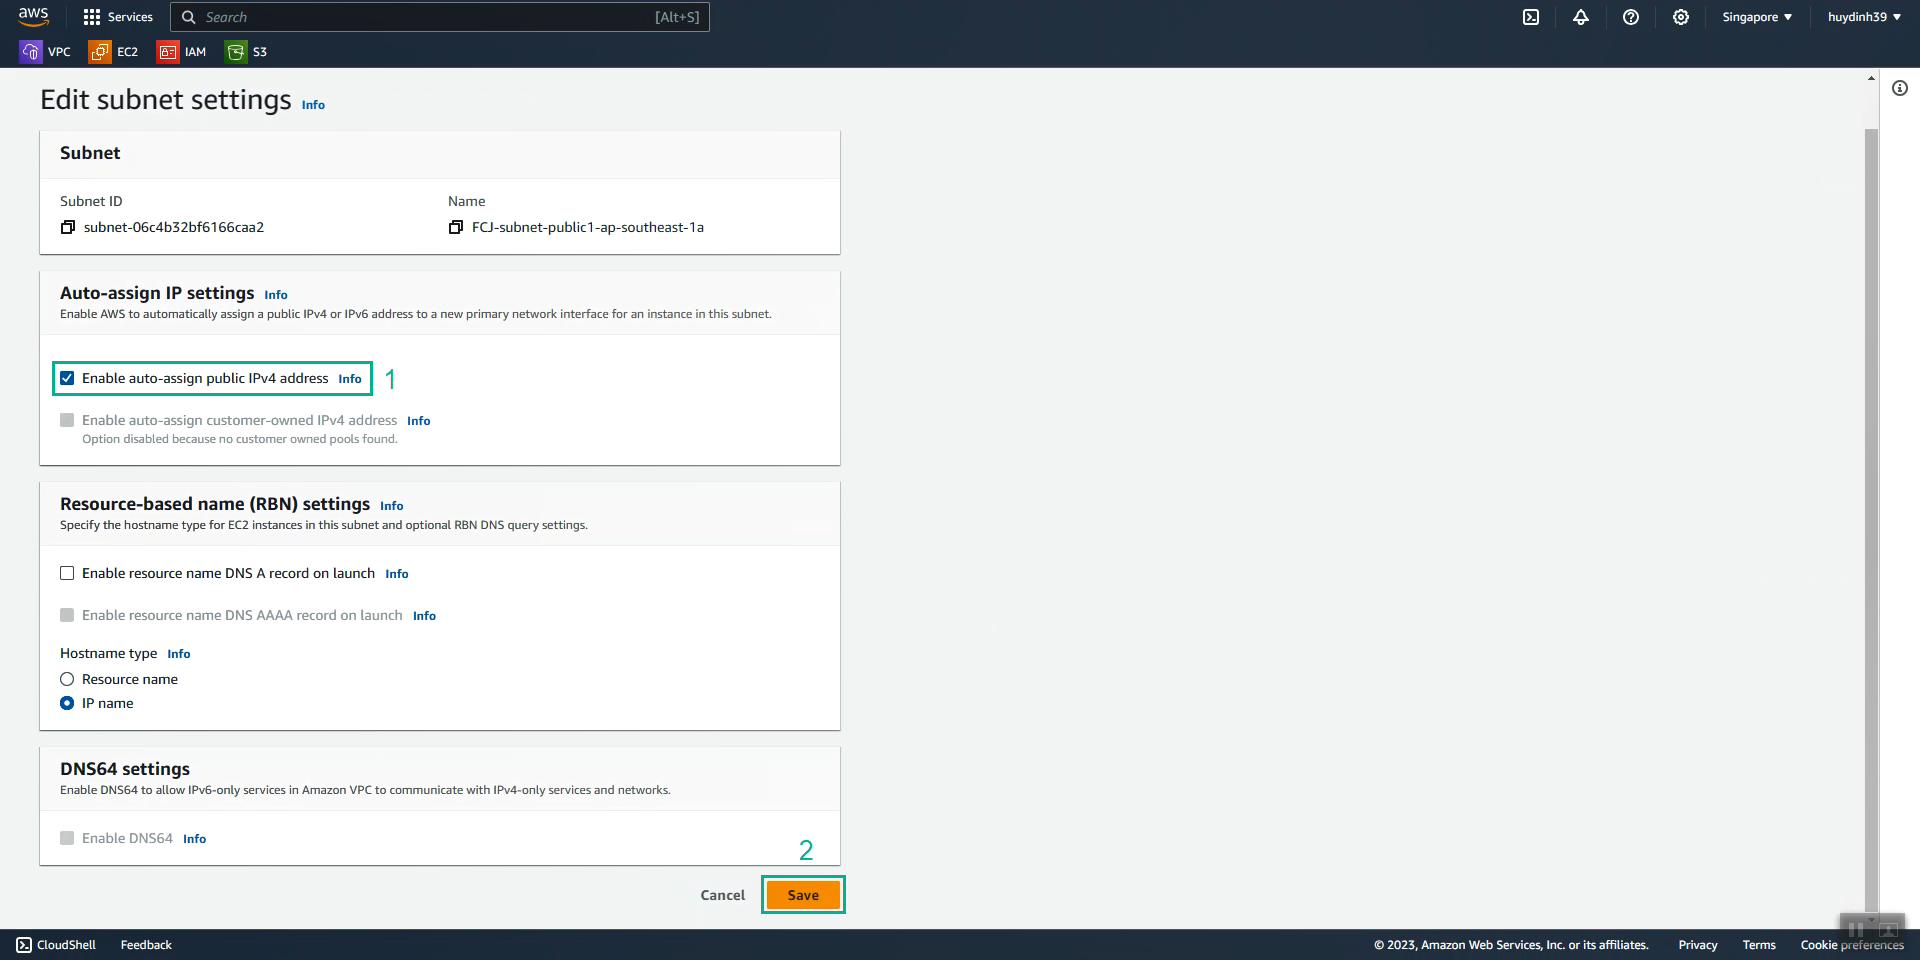 aws
Services
Search
[Alt+S]
Singapore
huydinh39
VPC
EC2
IAM
S3
Edit subnet settings Info
Subnet
Subnet ID
subnet-06c4b32bf6166caa2
Name
FCJ-subnet-public1-ap-southeast-1a
Auto-assign IP settings Info
Enable AWS to automatically assign a public IPv4 or IPv6 address to a new primary network interface for an instance in this subnet.
Enable auto-assign public IPv4 address Info
1
Enable auto-assign customer-owned IPv4 address Info
Option disabled because no customer owned pools found.
Resource-based name (RBN) settings Info
Specify the hostname type for EC2 instances in this subnet and optional RBN DNS query settings.
Enable resource name DNS A record on launch Info
Enable resource name DNS AAAA record on launch Info
Hostname type Info
Resource name
IP name
DNS64 settings
Enable DNS64 to allow IPv6-only services in Amazon VPC to communicate with IPv4-only services and networks.
Enable DNS64 Info
2
Cancel
Save
CloudShell
Feedback
© 2023, Amazon Web Services, Inc. or its affiliates.
Privacy
Terms
Cookie preferences